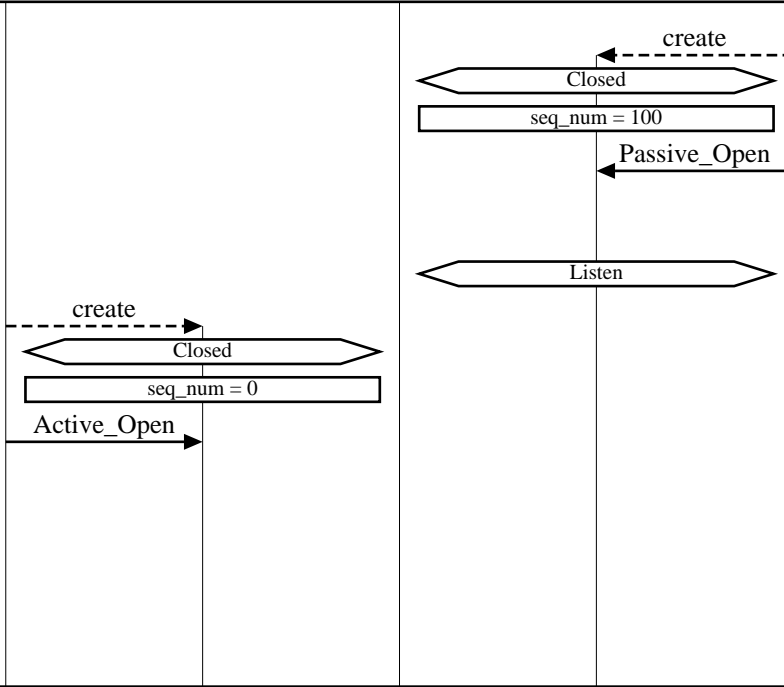 create
Closed
seq_num = 100
Passive_Open
Listen
create
Closed
seq_num = 0
Active_Open